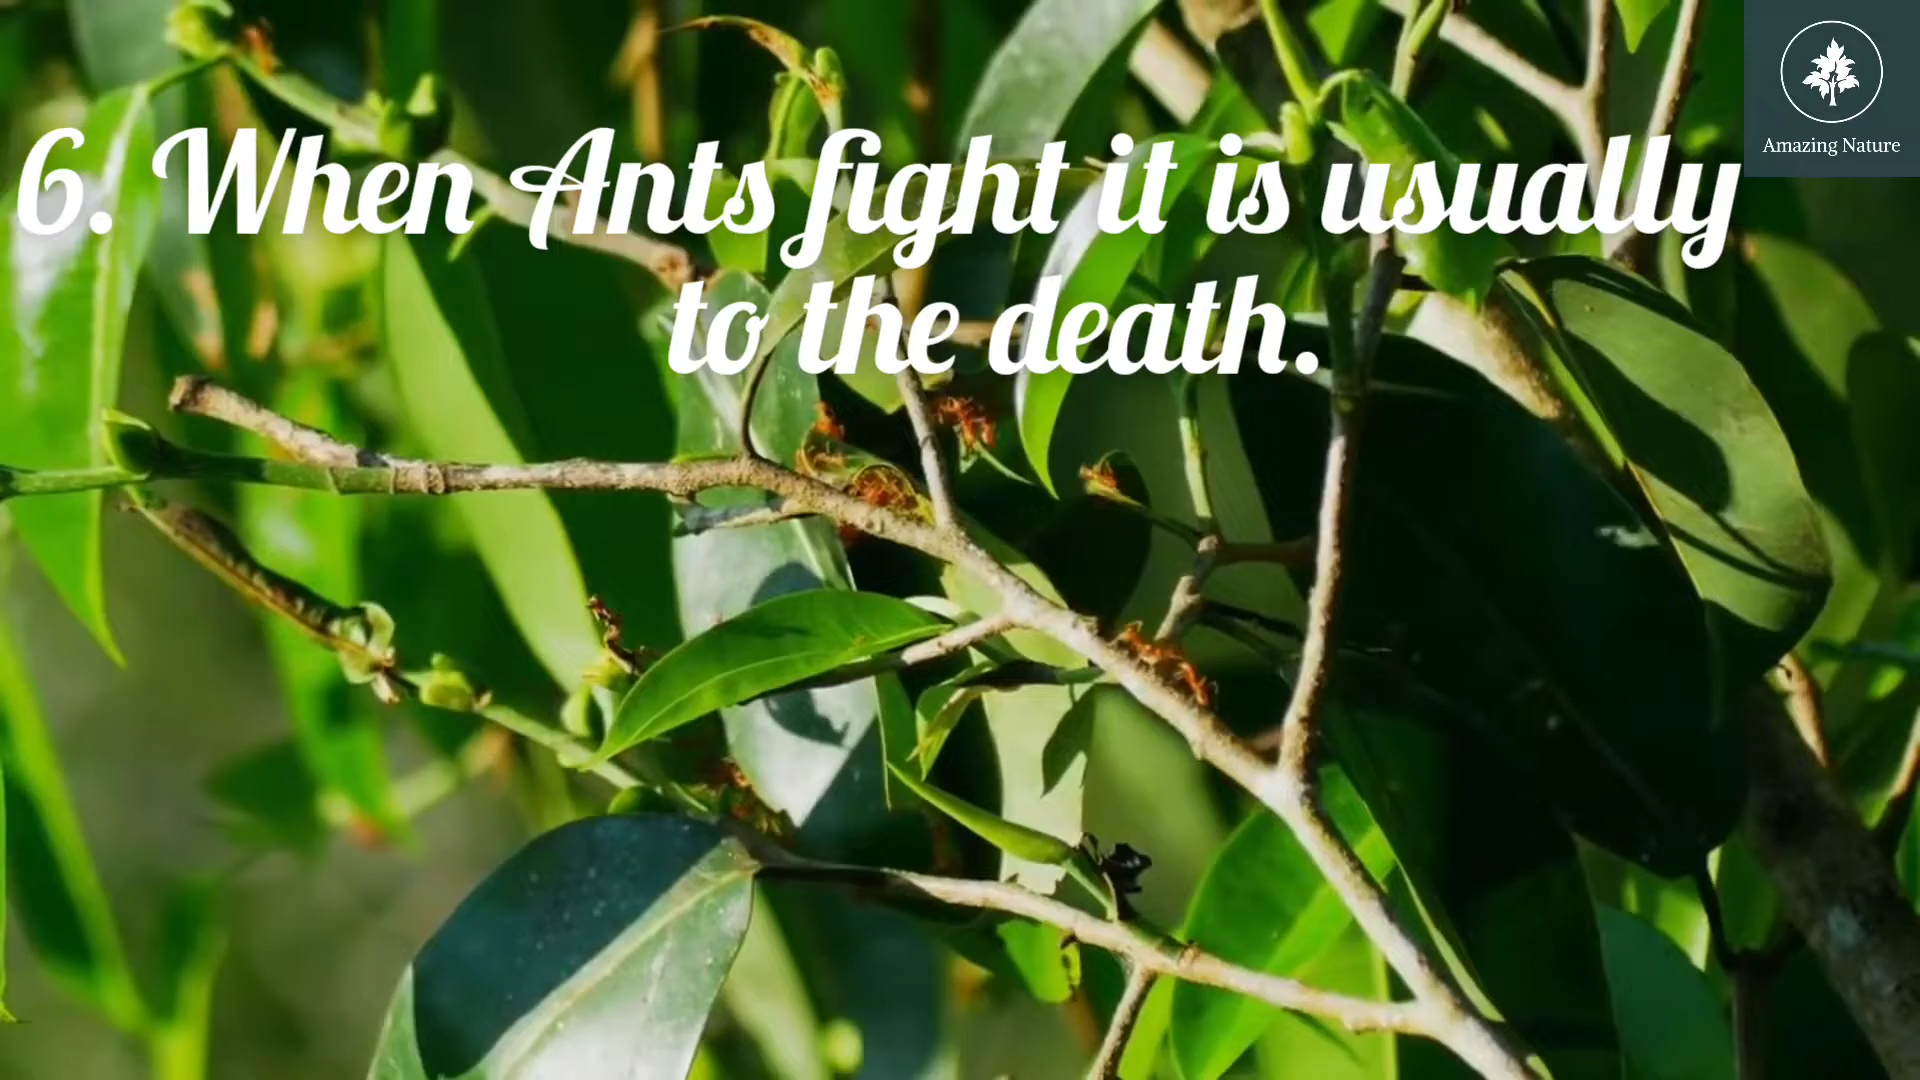 Amazing Nature
6. When Ants fight it is usually
to the death.